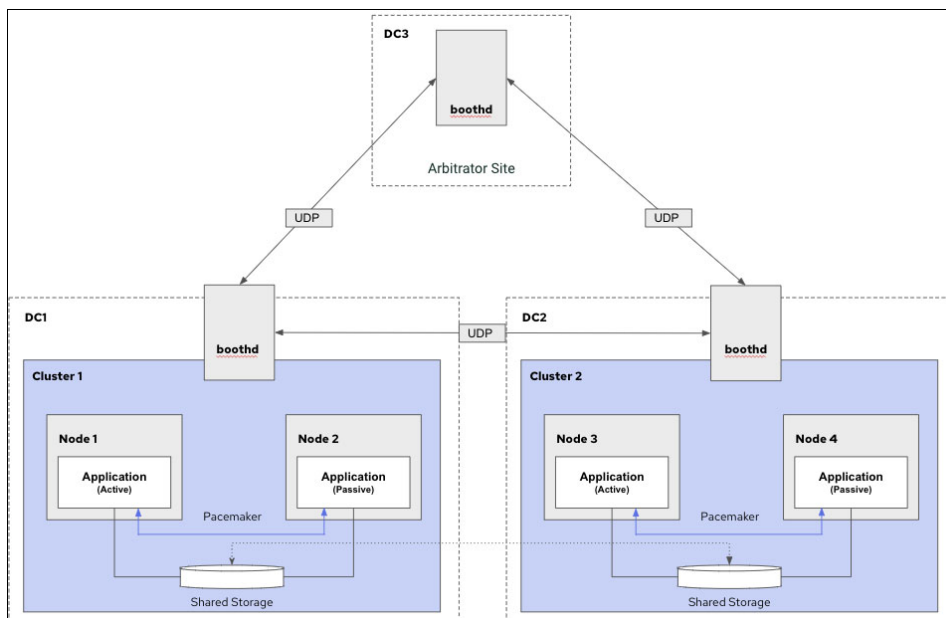 DC3
boothd
Arbitrator Site
UDP
UDP
DC1
boothd
UDP
DC2
boothd
Cluster 1
Node 1
Application
(Active)
Node 2
Application
(Passive)
Pacemaker
Shared Storage
Cluster 2
Node 3
Application
(Active)
Node 4
Application
(Passive)
Pacemaker
Shared Storage